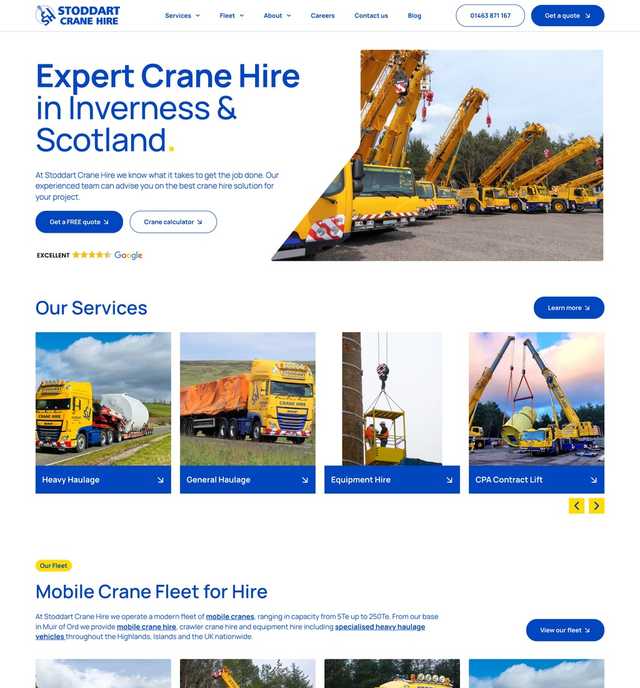 STODDART
CRANE HIRE
Services
Fleet
About
Careers
Contact us
Blog
01463 871 167
Get a quote
Expert Crane Hire
in Inverness &
Scotland.
At Stoddart Crane Hire we know what it takes to get the job done. Our
experienced team can advise you on the best crane hire solution for
your project.
Get a FREE quote
Crane calculator
EXCELLENT
Google
Our Services
Learn more
CRANE HIRE
CRANE HIRE
Heavy Haulage
General Haulage
Equipment Hire
CPA Contract Lift
Our Fleet
Mobile Crane Fleet for Hire
At Stoddart Crane Hire we operate a modern fleet of mobile cranes, ranging in capacity from 5Te up to 250Te. From our base
in Muir of Ord we provide mobile crane hire, crawler crane hire and equipment hire including specialised heavy haulage
vehicles throughout the Highlands, Islands and the UK nationwide.
View our fleet